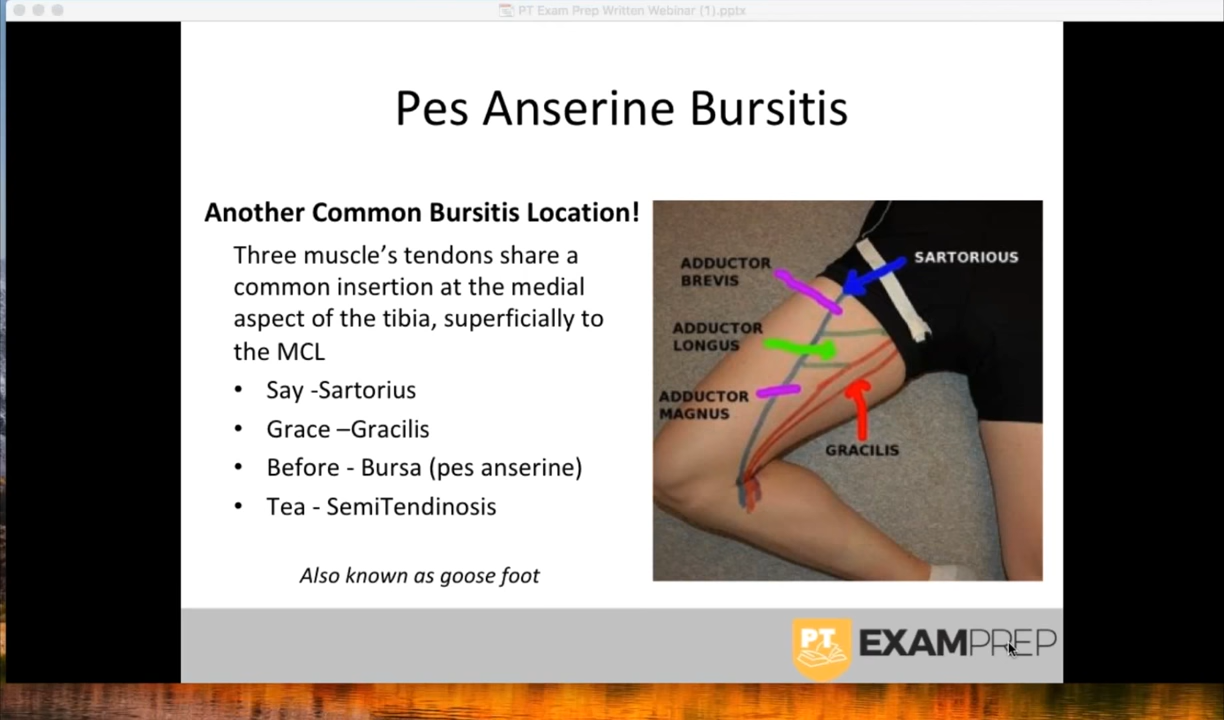 PT Exam Prep Written Webinar (1).pptx
Pes Anserine Bursitis
Another Common Bursitis Location!
Three muscle’s tendons share a
common insertion at the medial
aspect of the tibia, superficially to
the MCL
• Say -Sartorius
• Grace –Gracilis
• Before - Bursa (pes anserine)
• Tea - SemiTendinosis
Also known as goose foot
ADDUCTOR
BREVIS
SARTORIOUS
ADDUCTOR
LONGUS
ADDUCTOR
MAGNUS
GRACILIS
PT EXAMPREP